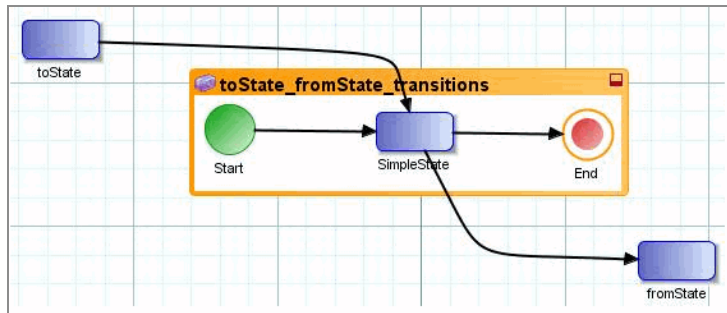 toState
toState_fromState_transitions
Start
SimpleState
End
fromState